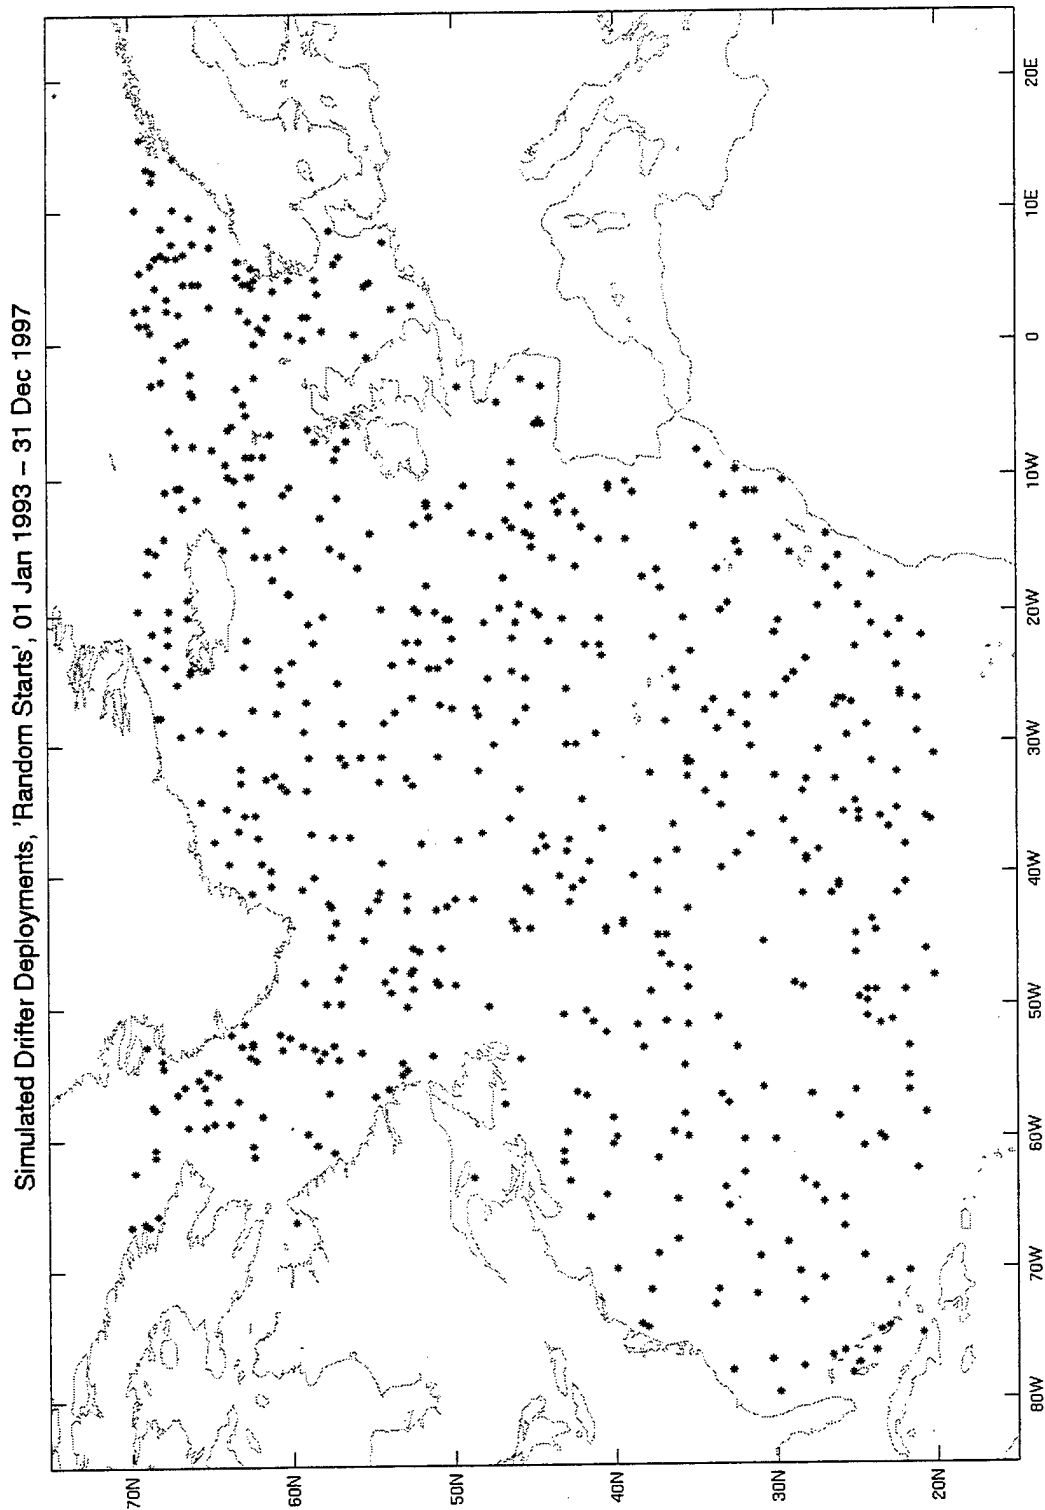 Simulated Drifter Deployments, 'Random Starts', 01 Jan 1993 – 31 Dec 1997
70N
60N
50N
40N
30N
20N
80W
70W
60W
50W
40W
30W
20W
10W
0
10E
20E